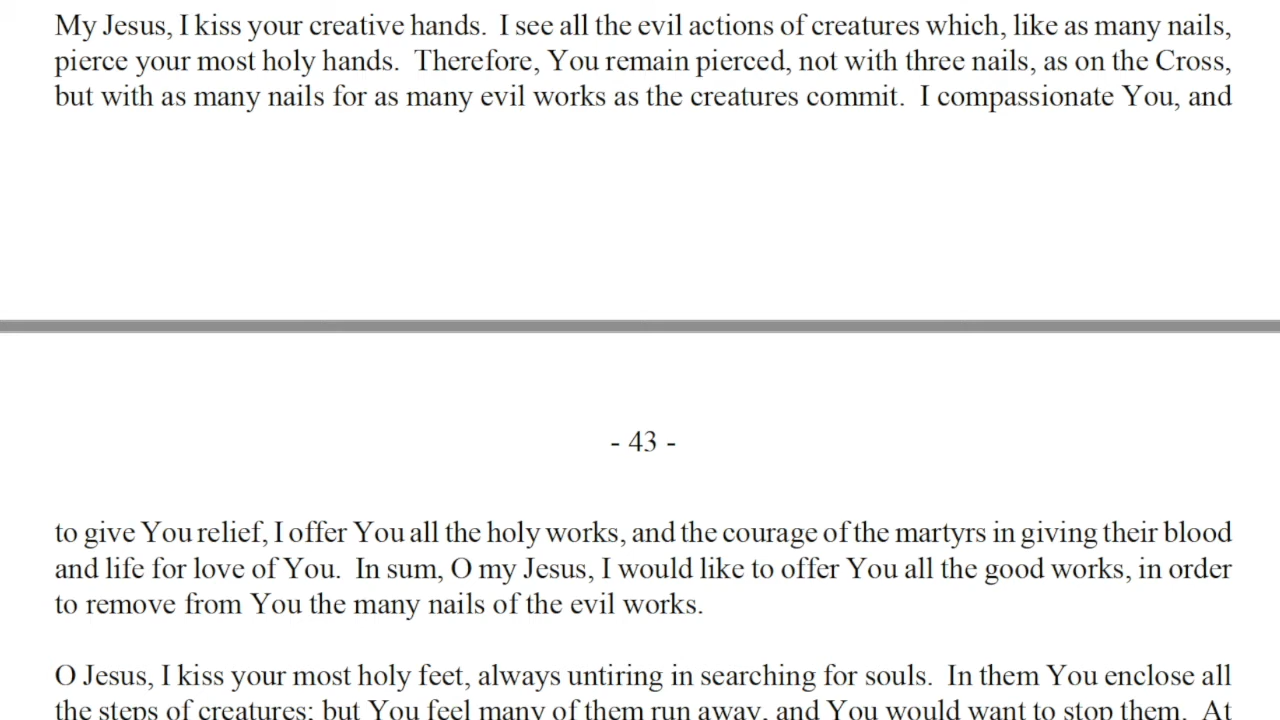 My Jesus, I kiss your creative hands.  I see all the evil actions of creatures which, like as many nails,
pierce your most holy hands.  Therefore, You remain pierced, not with three nails, as on the Cross,
but with as many nails for as many evil works as the creatures commit.  I compassionate You, and
- 43 -
to give You relief, I offer You all the holy works, and the courage of the martyrs in giving their blood
and life for love of You.  In sum, O my Jesus, I would like to offer You all the good works, in order
to remove from You the many nails of the evil works.
O Jesus, I kiss your most holy feet, always untiring in searching for souls.  In them You enclose all
the steps of creatures; but You feel many of them run away, and You would want to stop them.  At